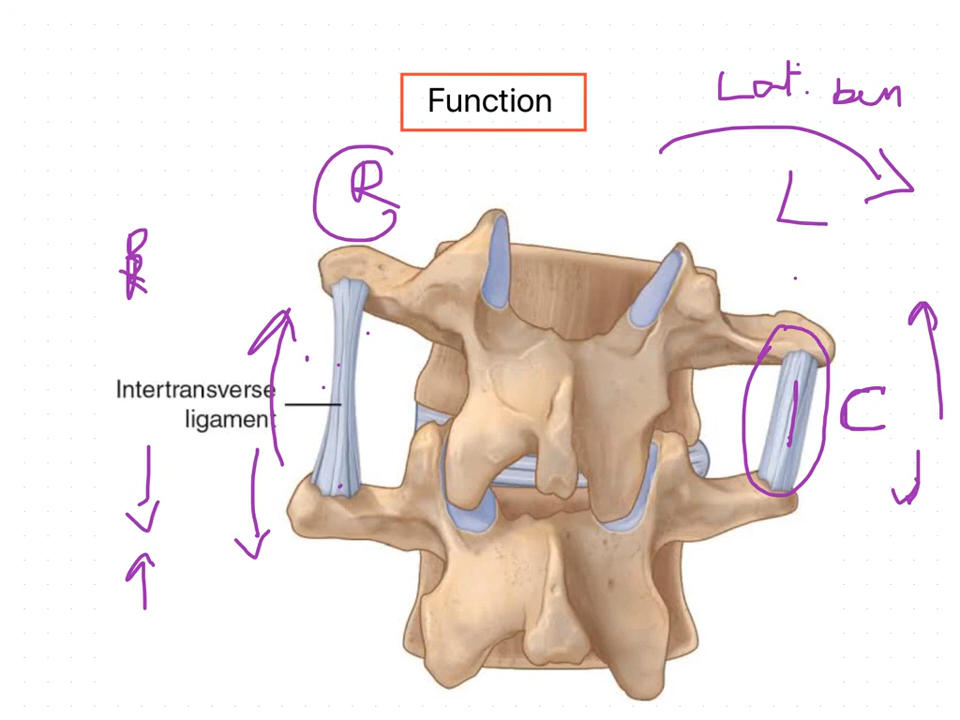 Function
Lat. ben
R
L
Intertransverse
ligament
C